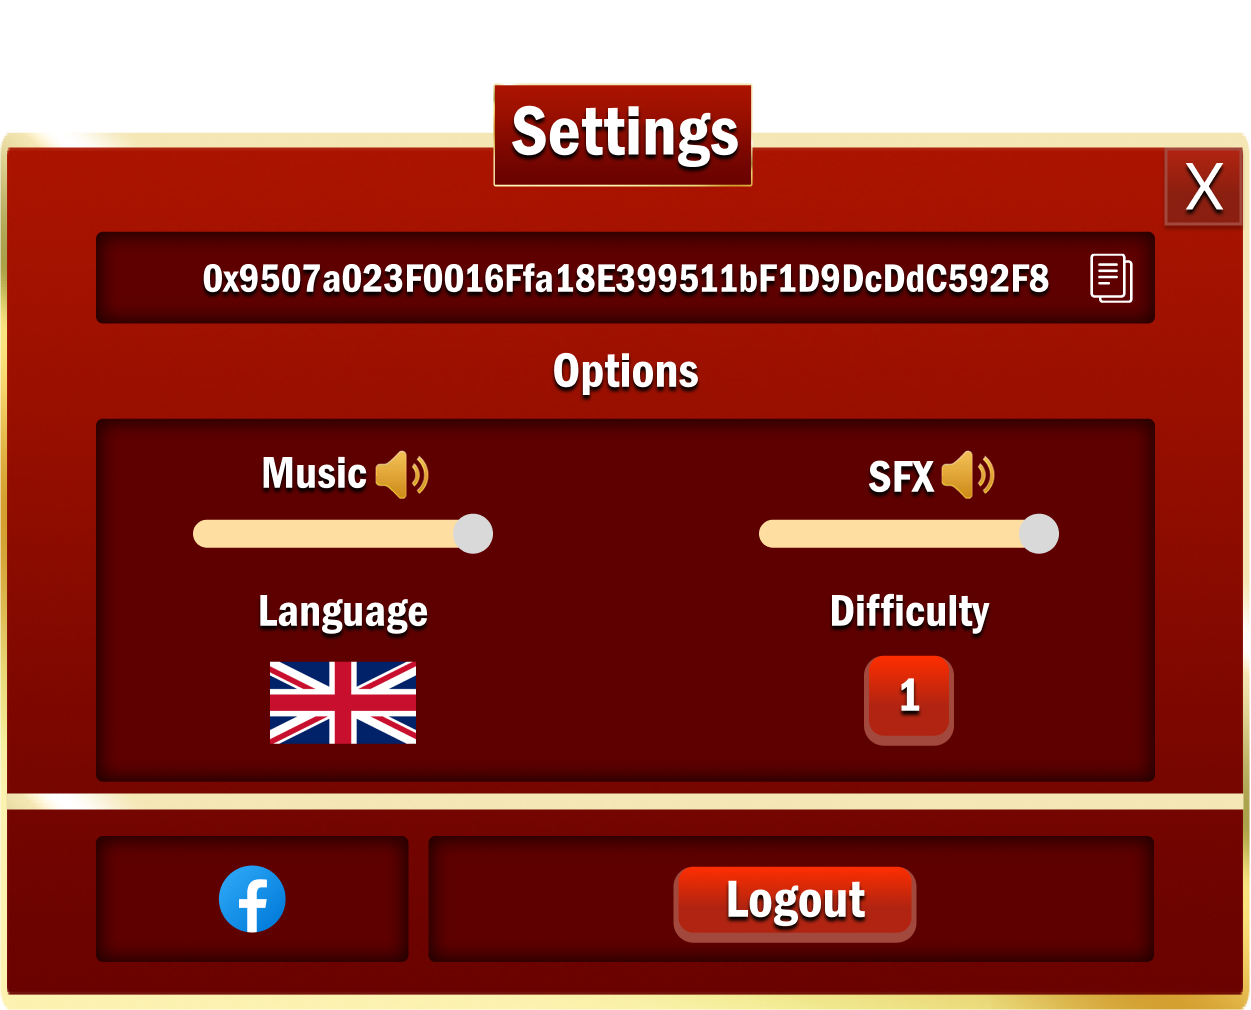 Settings
X
0x9507a023F0016Ffa18E399511bF1D9DcDdC592F8
Options
Music
SFX
Language
Difficulty
1
Logout